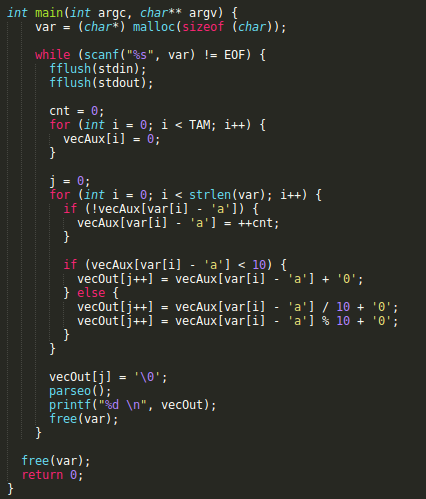 int main(int argc, char** argv) {
    var = (char*) malloc(sizeof (char));

    while (scanf("%s", var) != EOF) {
      fflush(stdin);
      fflush(stdout);

      cnt = 0;
      for (int i = 0; i < TAM; i++) {
        vecAux[i] = 0;
      }

      j = 0;
      for (int i = 0; i < strlen(var); i++) {
        if (!vecAux[var[i] - 'a']) {
          vecAux[var[i] - 'a'] = ++cnt;
        }

        if (vecAux[var[i] - 'a'] < 10) {
          vecOut[j++] = vecAux[var[i] - 'a'] + '0';
        } else {
          vecOut[j++] = vecAux[var[i] - 'a'] / 10 + '0';
          vecOut[j++] = vecAux[var[i] - 'a'] % 10 + '0';
        }
      }

      vecOut[j] = '\0';
      parseo();
      printf("%d \n", vecOut);
      free(var);
    }

  free(var);
  return 0;
}